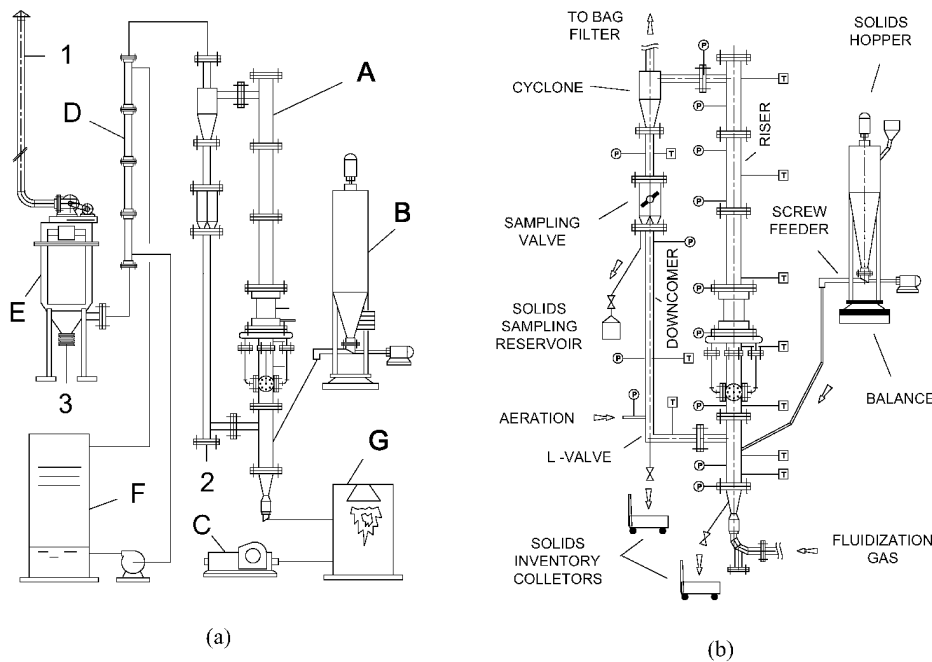 1
A
D
B
E
3
2
G
F
C
(a)
TO BAG
FILTER
SOLIDS
HOPPER
P
CYCLONE
T
P
RISER
P
P
T
T
P
SAMPLING
VALVE
SCREW
FEEDER
P
T
P
DOWNCOMER
SOLIDS
SAMPLING
RESERVOIR
P
T
P
T
BALANCE
P
AERATION
T
P
T
L -VALVE
T
P
T
P
SOLIDS
INVENTORY
COLLETORS
FLUIDIZATION
GAS
(b)